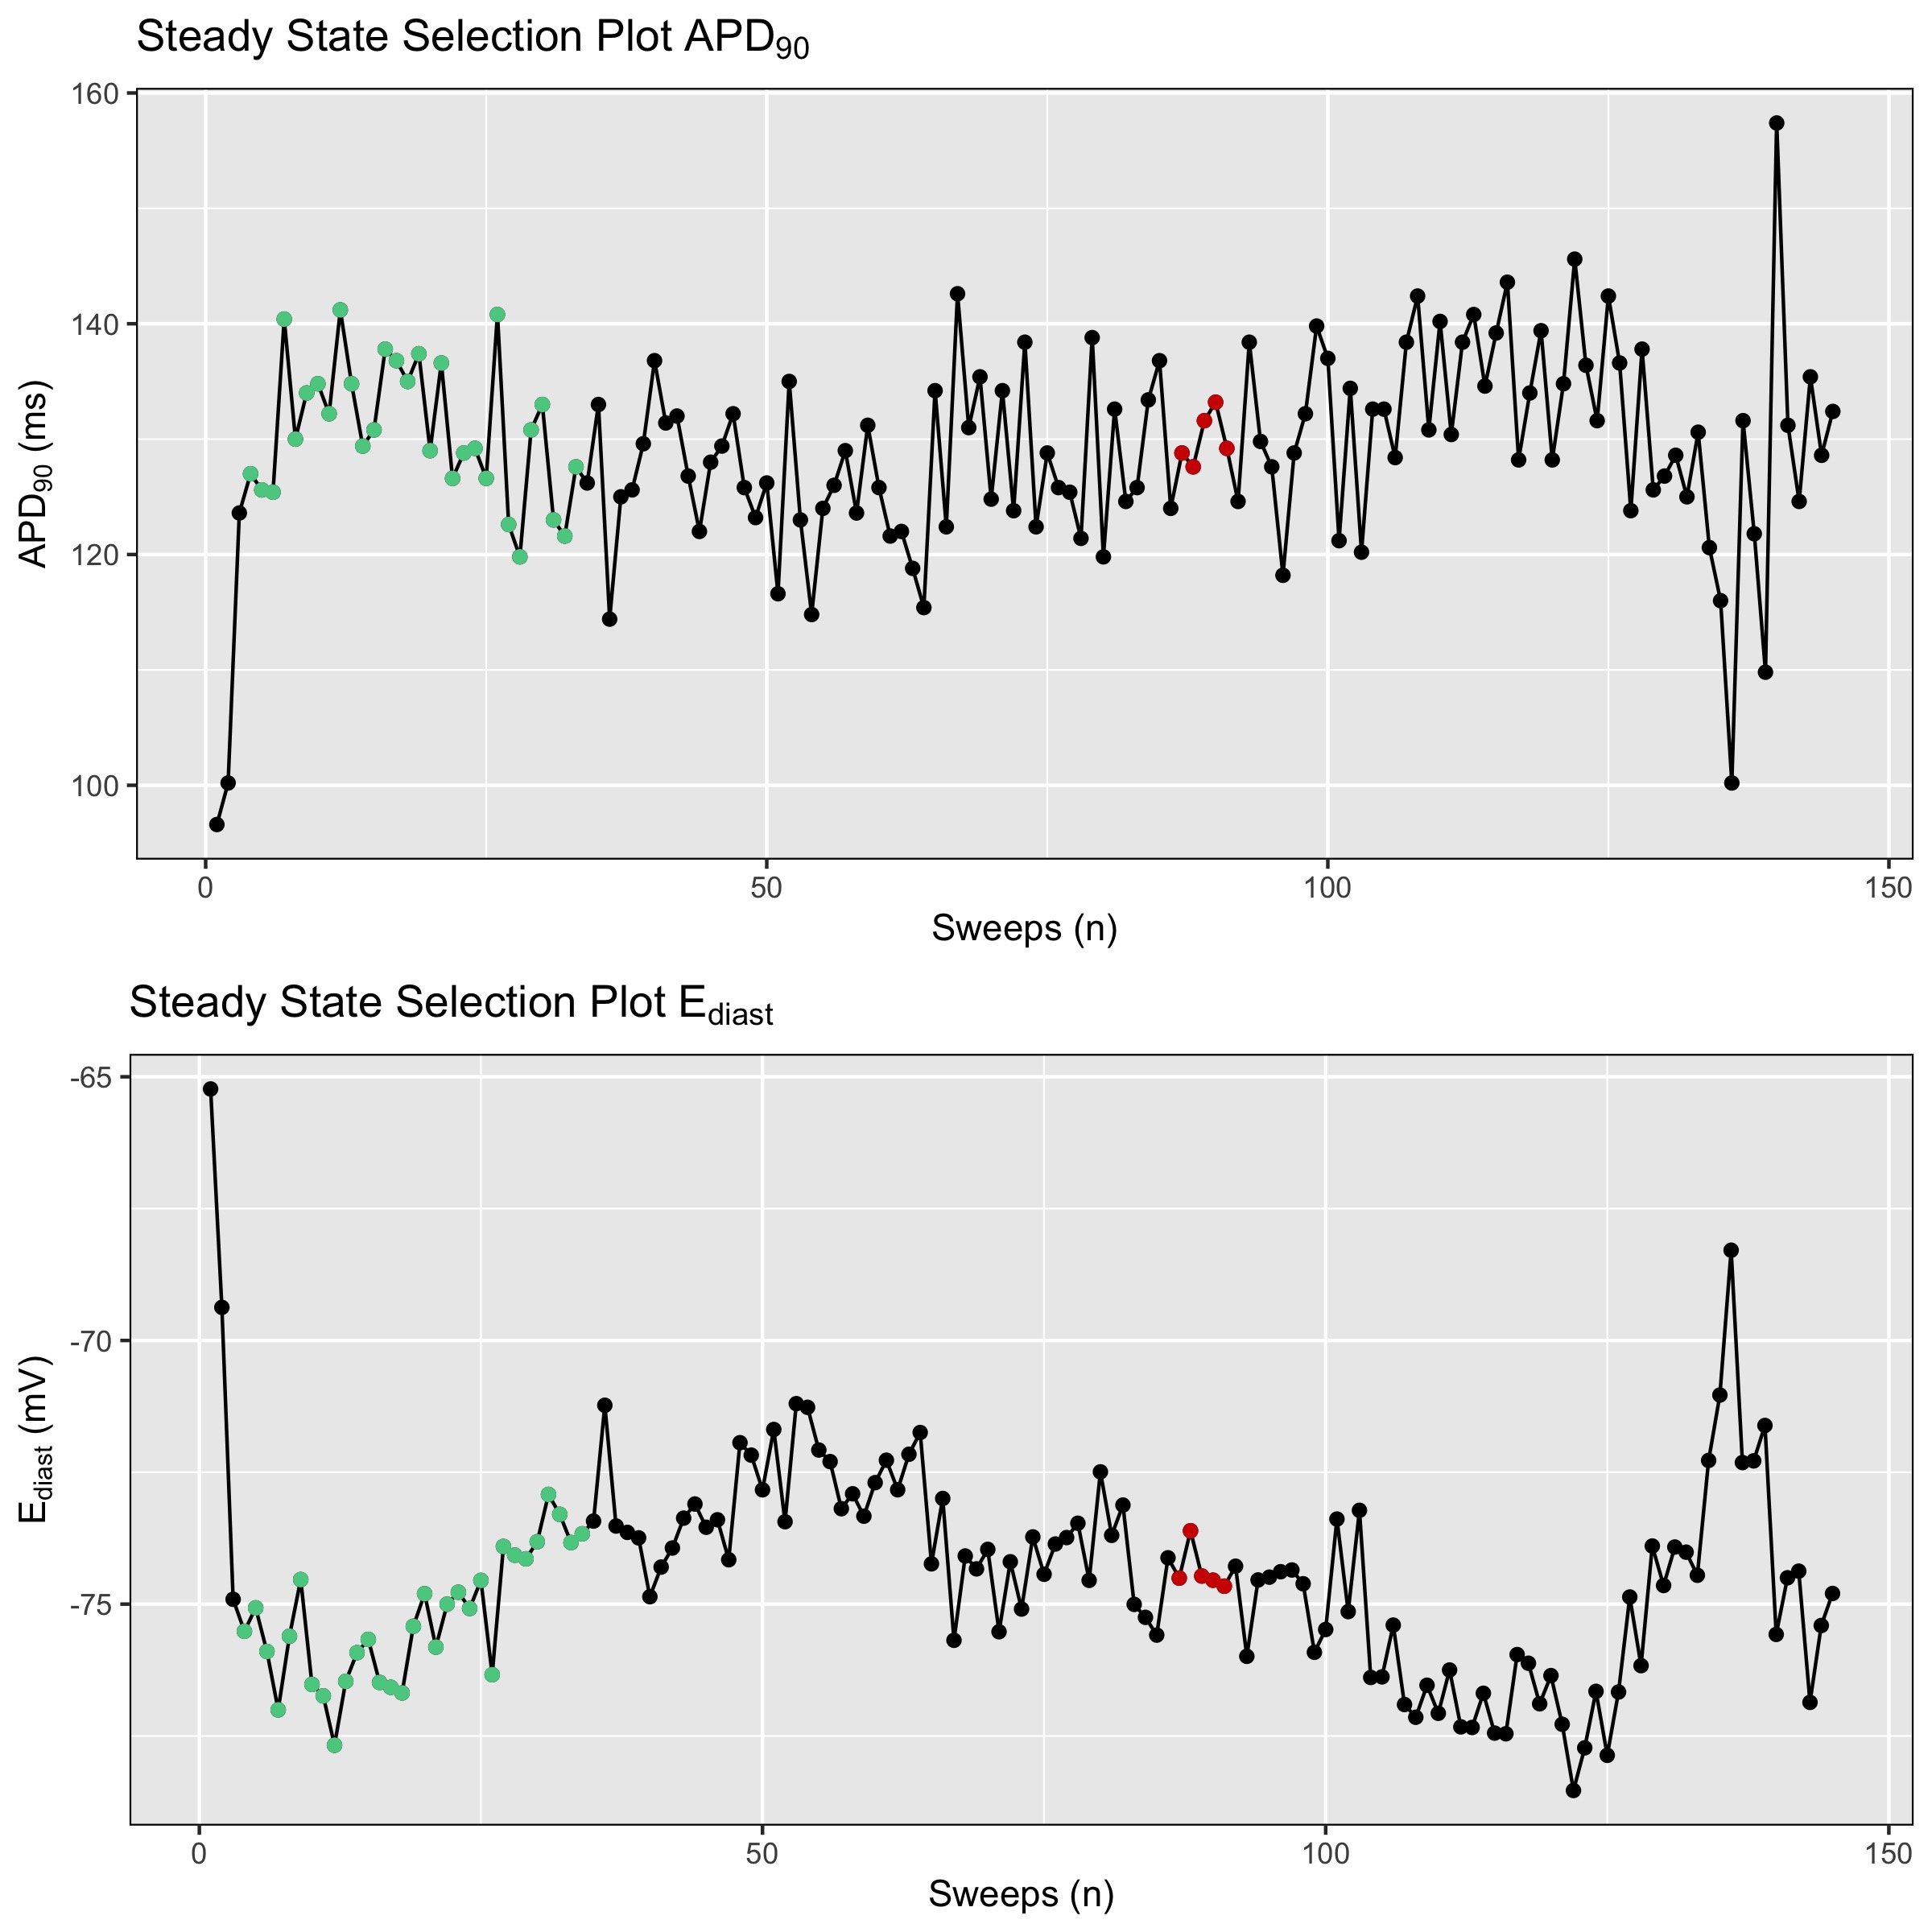 Steady State Selection Plot APD90
160
140
120
100
APD90 (ms)
0 50 100 150
Sweeps (n)
Steady State Selection Plot Ediast
-65
-70
-75
Ediast (mV)
0 50 100 150
Sweeps (n)